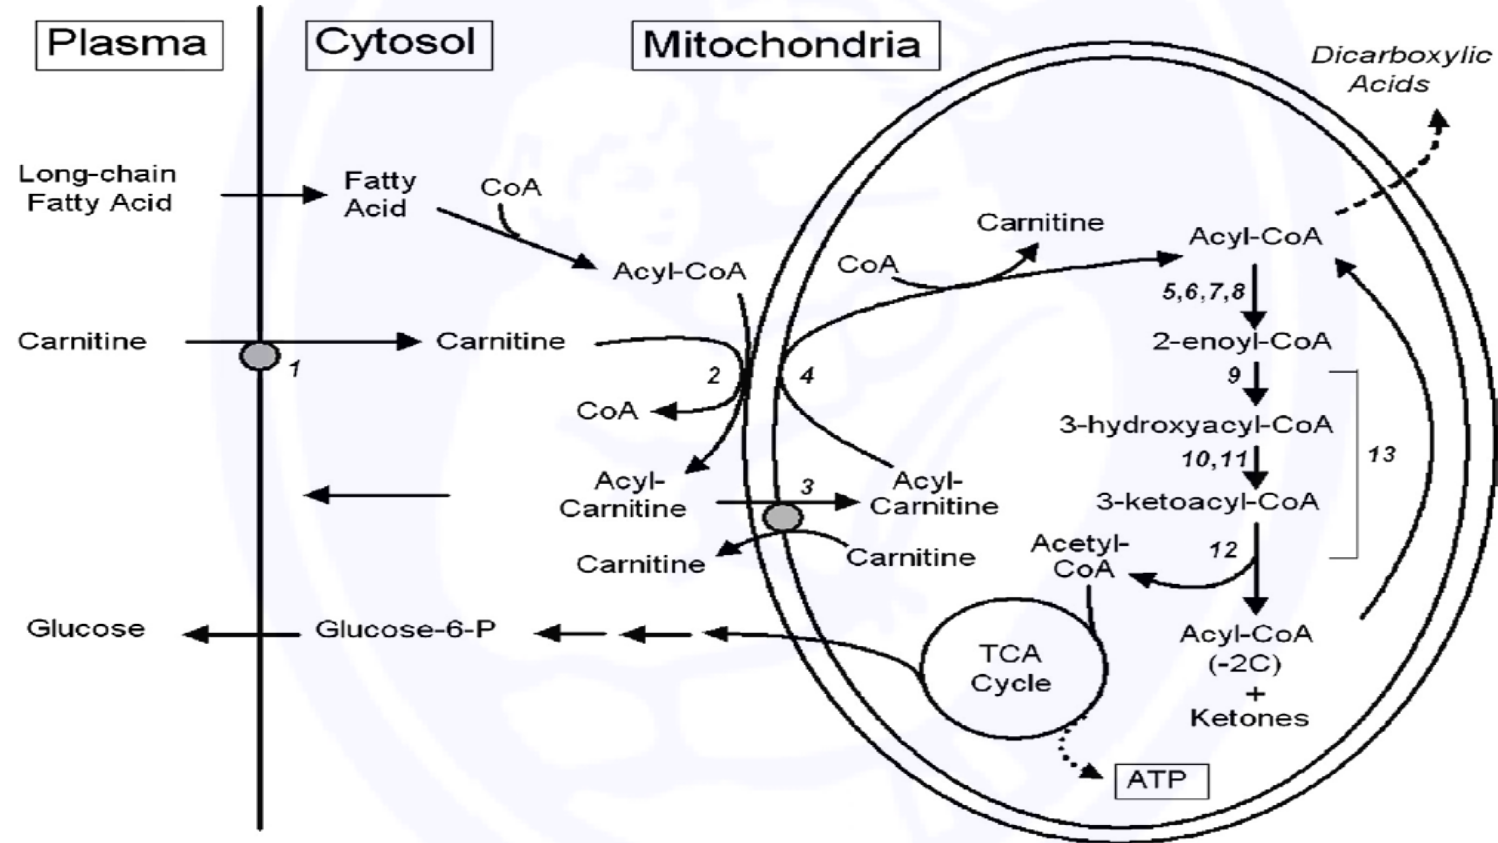 Plasma
Cytosol
Mitochondria
Dicarboxylic
Acids
Long-chain
Fatty Acid
Fatty
Acid
CoA
Acyl-CoA
Carnitine
1
Carnitine
2
CoA
Acyl-
Carnitine
3
Carnitine
4
CoA
Carnitine
Acyl-
Carnitine
Carnitine
Acyl-CoA
5,6,7,8
2-enoyl-CoA
9
3-hydroxyacyl-CoA
10,11
3-ketoacyl-CoA
13
12
Acetyl-
CoA
Acyl-CoA
(-2C)
+
Ketones
TCA
Cycle
ATP
Glucose-6-P
Glucose